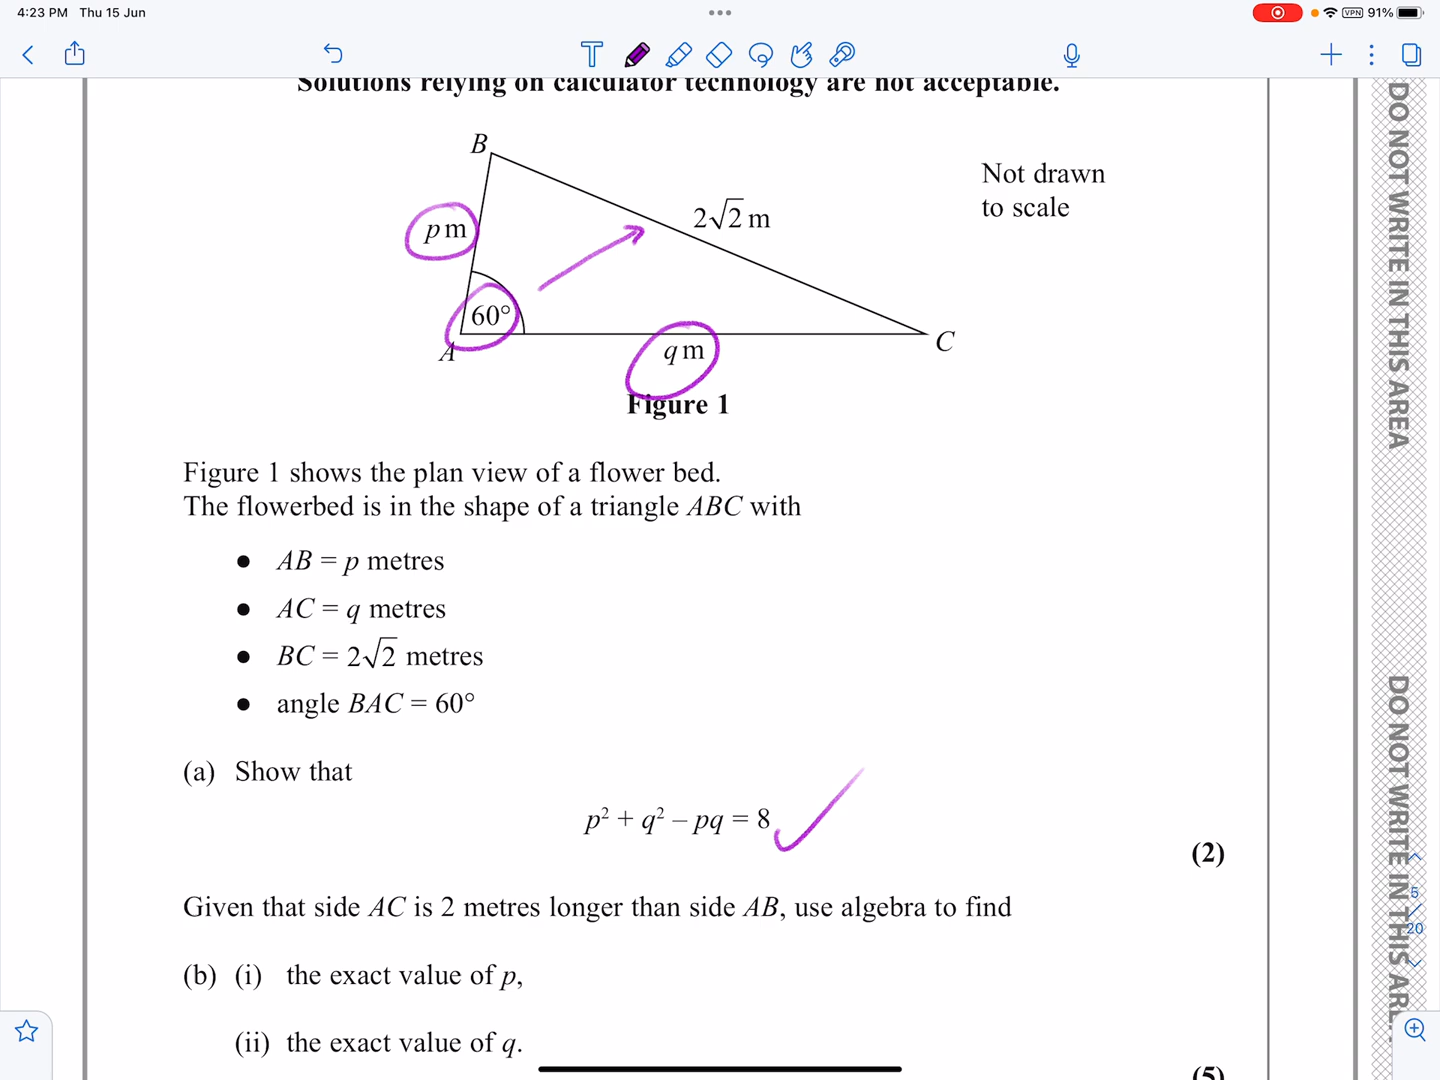 4:23 PM Thu 15 Jun
VPN 91%
Solutions relying on calculator technology are not acceptable.
B
Not drawn
to scale
p m
2√2 m
60°
A
q m
C
Figure 1
Figure 1 shows the plan view of a flower bed.
The flowerbed is in the shape of a triangle ABC with
● AB = p metres
● AC = q metres
● BC = 2√2 metres
● angle BAC = 60°
(a) Show that
p² + q² – pq = 8
(2)
Given that side AC is 2 metres longer than side AB, use algebra to find
(b) (i) the exact value of p,
(ii) the exact value of q.
(5)
DO NOT WRITE IN THIS AREA
DO NOT WRITE IN THIS ARE
5
20